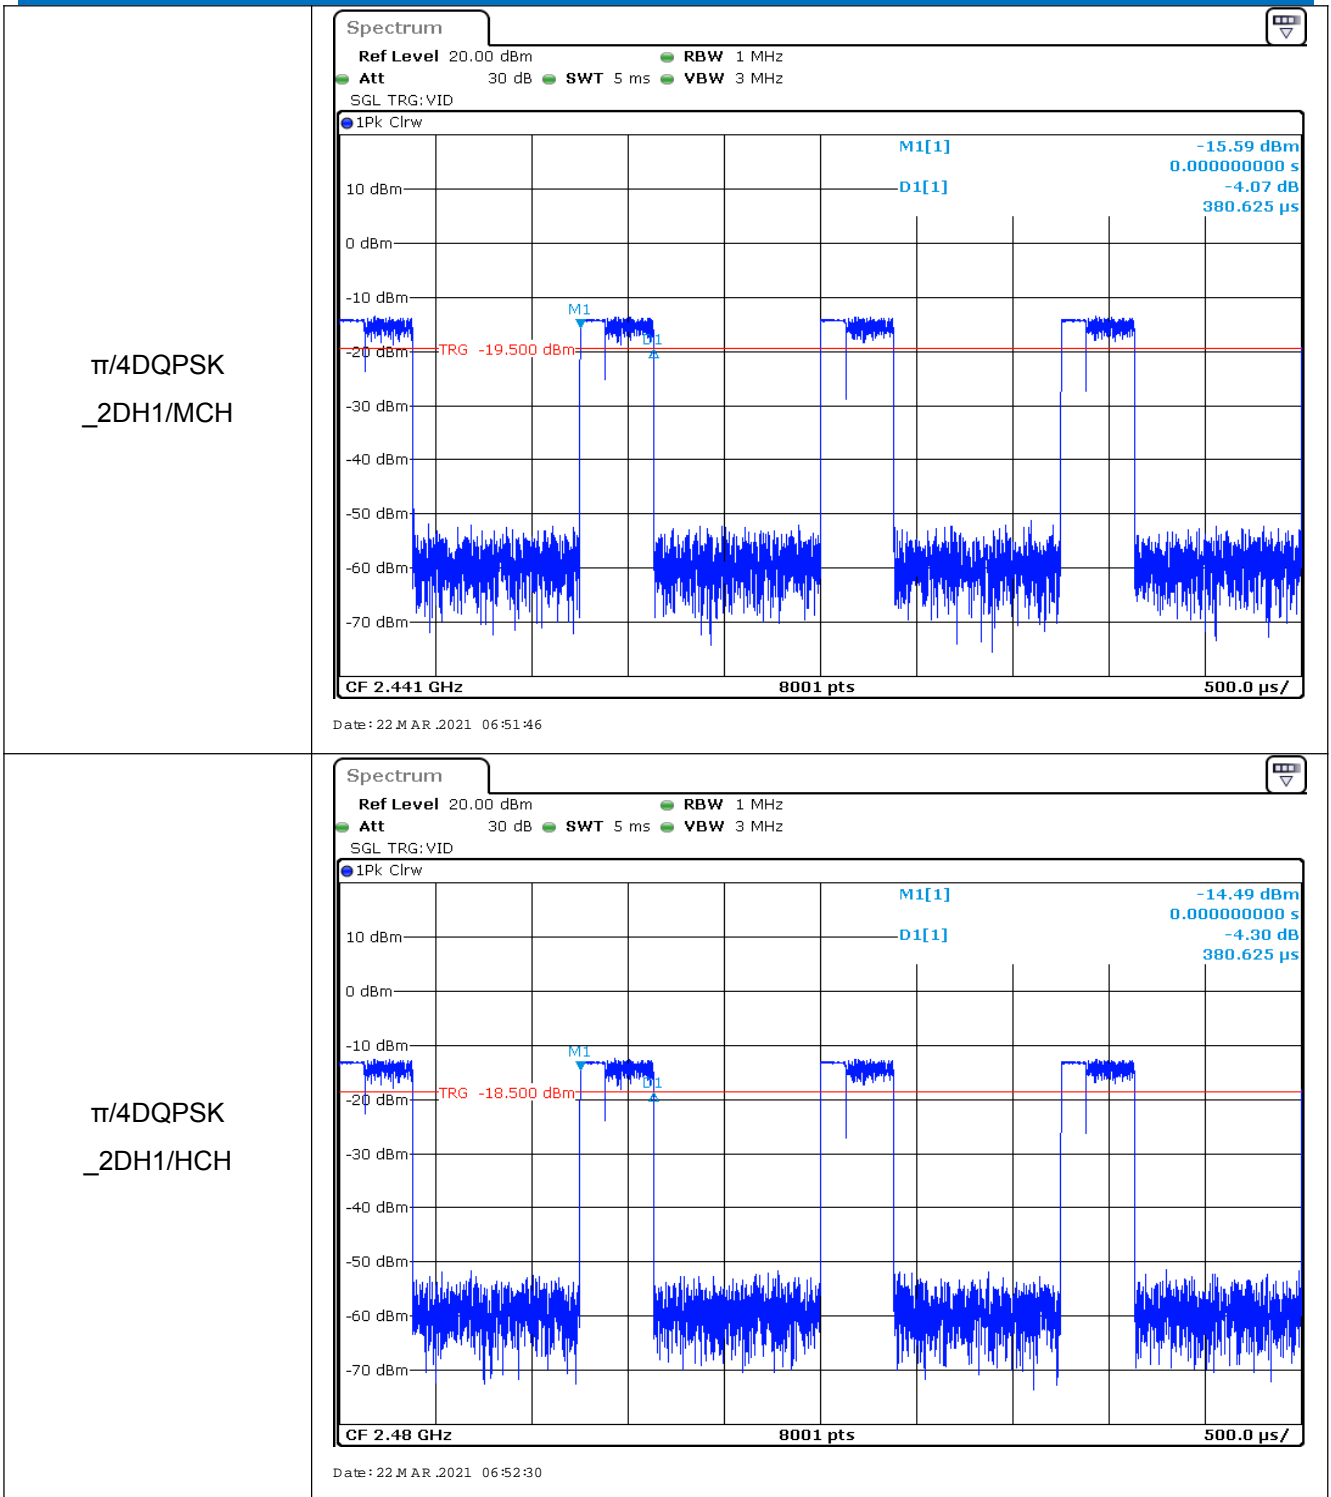 π/4DQPSK
_2DH1/MCH
Spectrum
Ref Level 20.00 dBm RBW 1 MHz
Att 30 dB SWT 5 ms VBW 3 MHz
SGL TRG:VID
1Pk Clrw
M1[1] -15.59 dBm
0.000000000 s
10 dBm D1[1] -4.07 dB
380.625 µs
0 dBm
-10 dBm
M1
D1
TRG -19.500 dBm
-20 dBm
-30 dBm
-40 dBm
-50 dBm
-60 dBm
-70 dBm
CF 2.441 GHz 8001 pts 500.0 µs/
Date: 22.MAR.2021 06:51:46
π/4DQPSK
_2DH1/HCH
Spectrum
Ref Level 20.00 dBm RBW 1 MHz
Att 30 dB SWT 5 ms VBW 3 MHz
SGL TRG:VID
1Pk Clrw
M1[1] -14.49 dBm
0.000000000 s
10 dBm D1[1] -4.30 dB
380.625 µs
0 dBm
-10 dBm
M1
D1
TRG -18.500 dBm
-20 dBm
-30 dBm
-40 dBm
-50 dBm
-60 dBm
-70 dBm
CF 2.48 GHz 8001 pts 500.0 µs/
Date: 22.MAR.2021 06:52:30